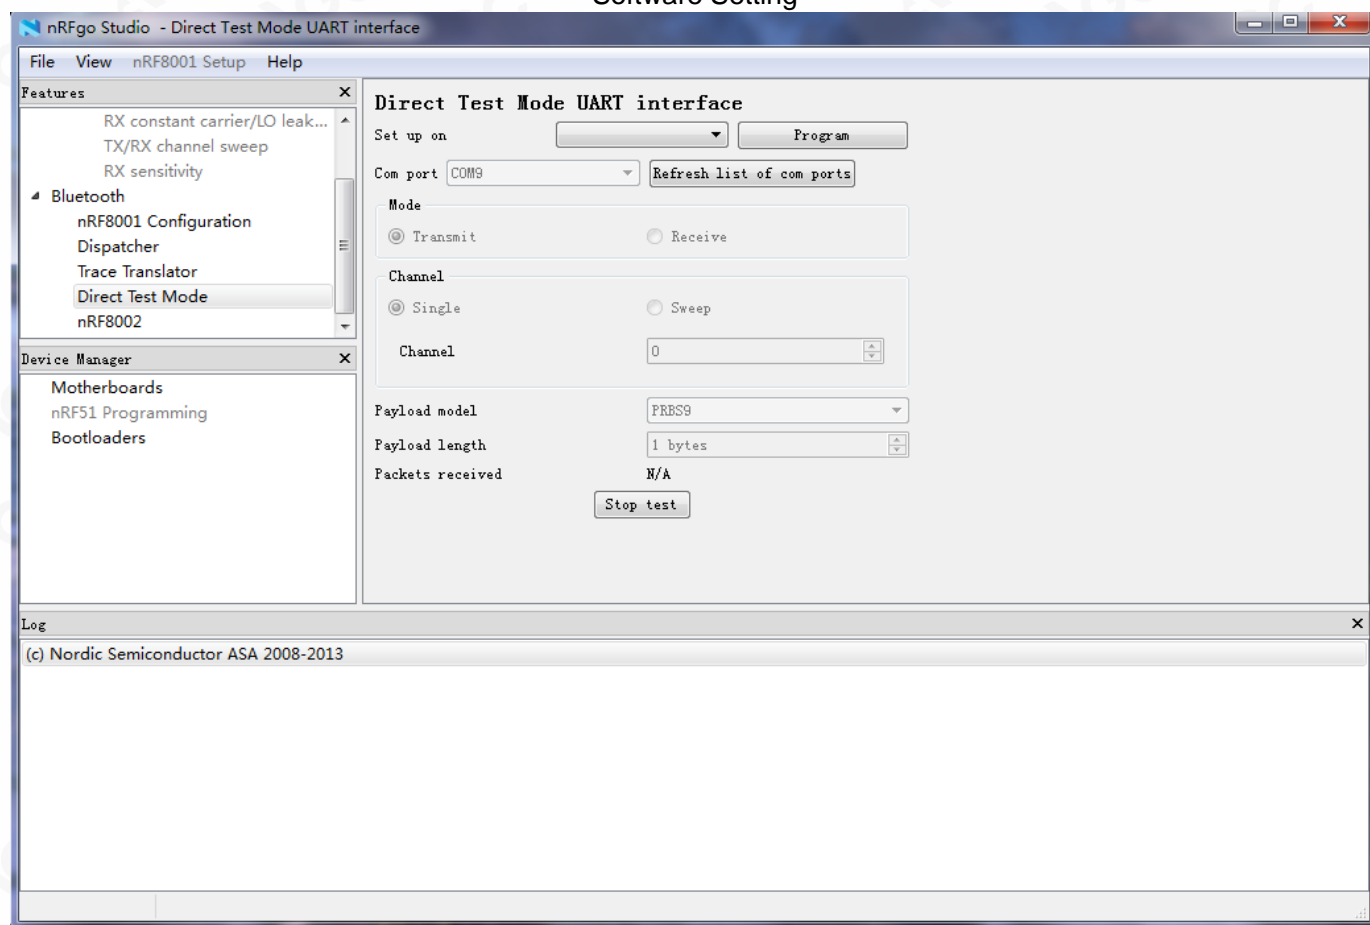 Software Setting
nRFgo Studio - Direct Test Mode UART interface
File View nRF8001 Setup Help
Features
RX constant carrier/LO leak...
TX/RX channel sweep
RX sensitivity
Bluetooth
nRF8001 Configuration
Dispatcher
Trace Translator
Direct Test Mode
nRF8002
Device Manager
Motherboards
nRF51 Programming
Bootloaders
Direct Test Mode UART interface
Set up on Program
Com port COM9 Refresh list of com ports
Mode
Transmit Receive
Channel
Single Sweep
Channel 0
Payload model PRBS9
Payload length 1 bytes
Packets received N/A
Stop test
Log
(c) Nordic Semiconductor ASA 2008-2013